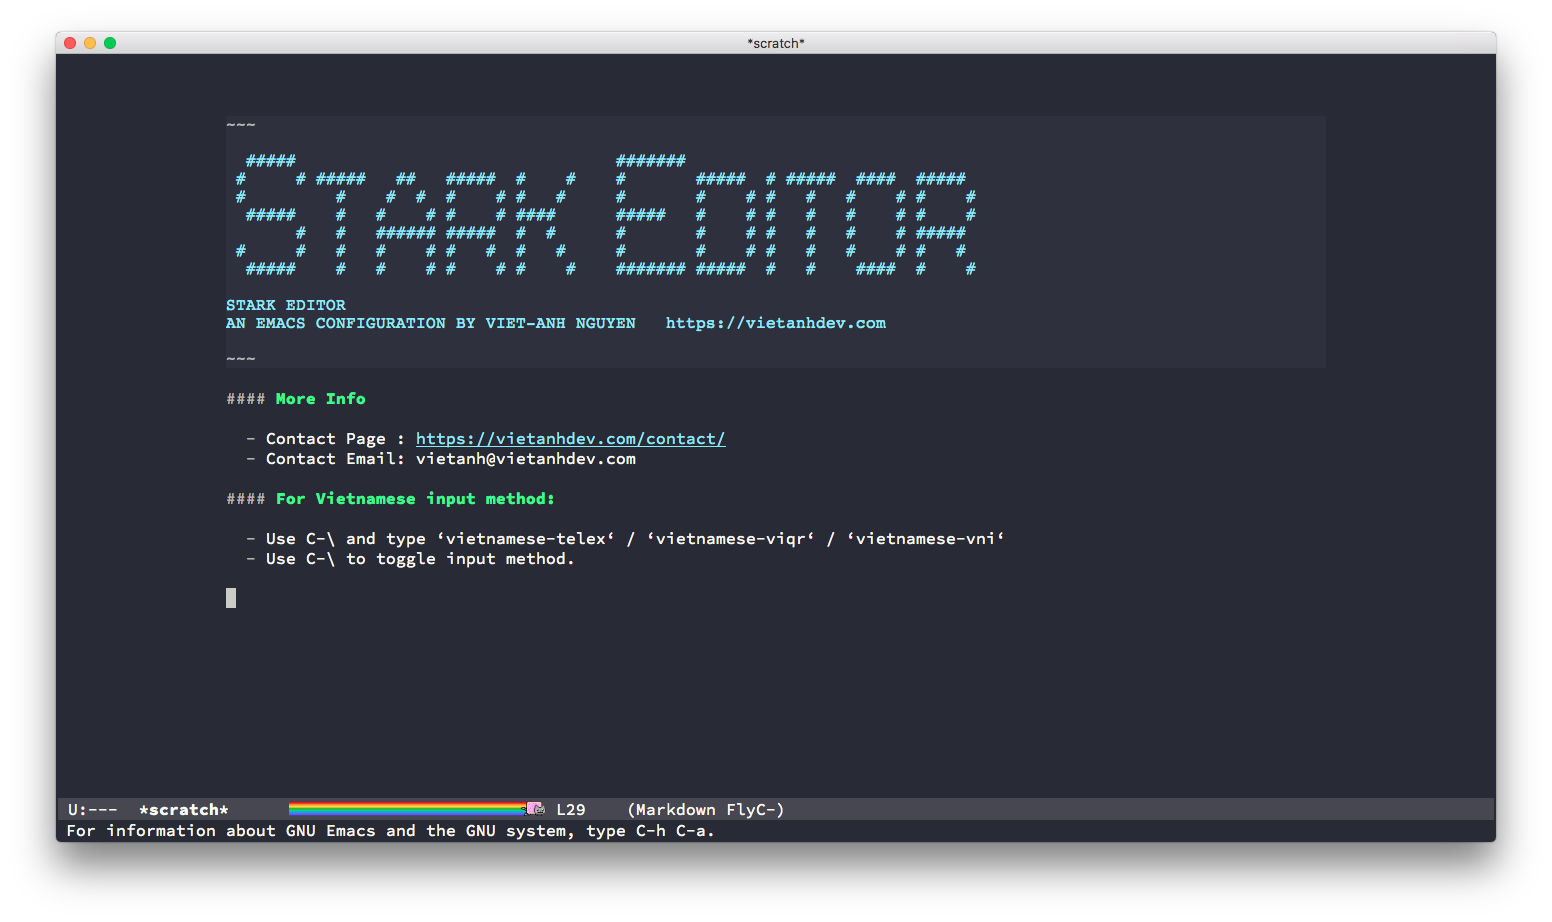 *scratch*
~~~
STARK EDITOR
STARK EDITOR
AN EMACS CONFIGURATION BY VIET-ANH NGUYEN   https://vietanhdev.com
~~~
#### More Info
- Contact Page : https://vietanhdev.com/contact/
- Contact Email: vietanh@vietanhdev.com
#### For Vietnamese input method:
- Use C-\ and type ‘vietnamese-telex‘ / ‘vietnamese-viqr‘ / ‘vietnamese-vni‘
- Use C-\ to toggle input method.
U:---  *scratch*   L29   (Markdown FlyC-)
For information about GNU Emacs and the GNU system, type C-h C-a.